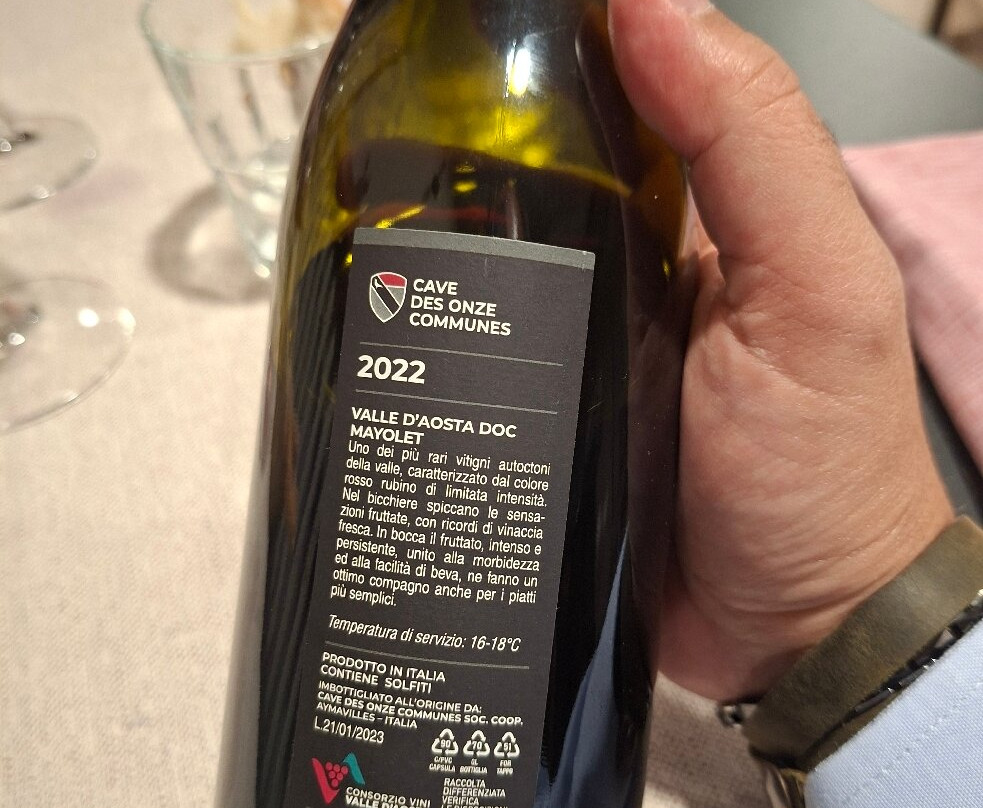 CAVE
DES ONZE
COMMUNES
2022
VALLE D'AOSTA DOC
MAYOLET
Uno dei più rari vitigni autoctoni
della valle, caratterizzato dal colore
rosso rubino di limitata intensità.
Nel bicchiere spiccano le sensa-
zioni fruttate, con ricordi di vinaccia
fresca. In bocca il fruttato, intenso e
persistente, unito alla morbidezza
ed alla facilità di beva, ne fanno un
ottimo compagno anche per i piatti
più semplici.
Temperatura di servizio: 16-18°C
PRODOTTO IN ITALIA
CONTIENE SOLFITI
IMBOTTIGLIATO ALL'ORIGINE DA:
CAVE DES ONZE COMMUNES SOC. COOP.
AYMAVILLES - ITALIA
L.21/01/2023
90 70 51
C/PVC GL FOR
CAPSULA BOTTIGLIA TAPPO
CONSORZIO VINI
RACCOLTA
DIFFERENZIATA
VERIFICA